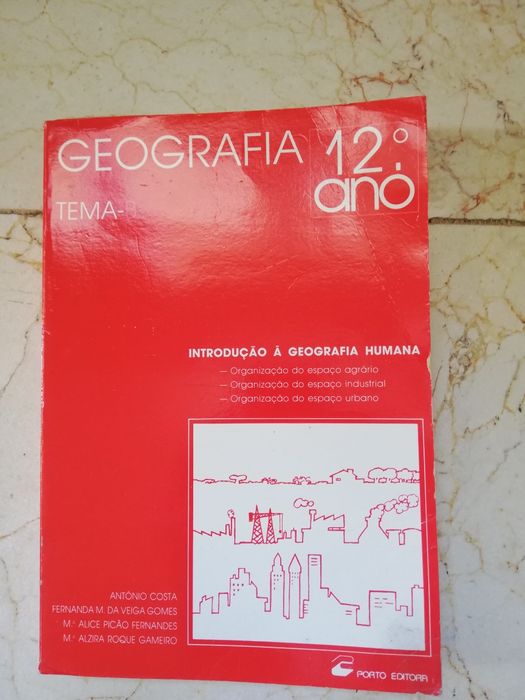 GEOGRAFIA
12.º
ano
TEMA-
INTRODUÇÃO À GEOGRAFIA HUMANA
— Organização do espaço agrário
— Organização do espaço industrial
— Organização do espaço urbano
ANTÓNIO COSTA
FERNANDA M. DA VEIGA GOMES
M.ª ALICE PICÃO FERNANDES
M.ª ALZIRA ROQUE GAMEIRO
PORTO EDITORA